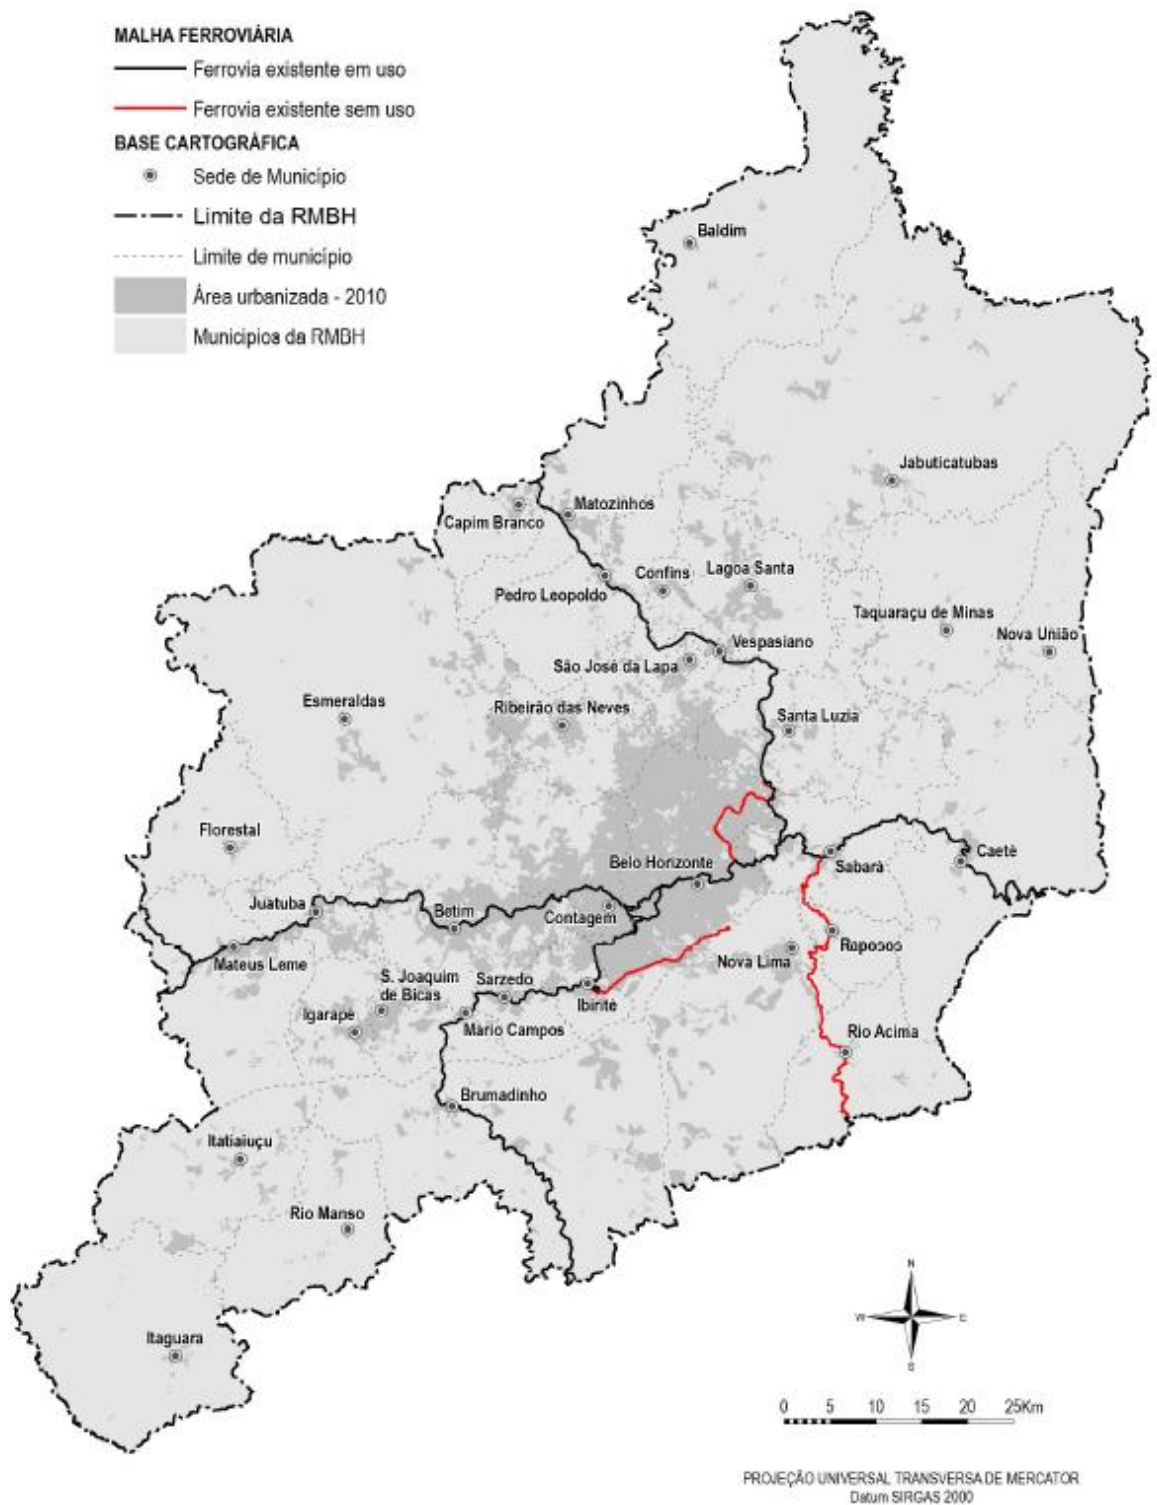 MALHA FERROVIÁRIA
Ferrovia existente em uso
Ferrovia existente sem uso
BASE CARTOGRÁFICA
Sede de Município
Limite da RMBH
Limite de município
Área urbanizada - 2010
Municípios da RMBH
Baldim
Jabuticatubas
Matozinhos
Capim Branco
Confins
Lagoa Santa
Pedro Leopoldo
Taquaraçu de Minas
Nova União
Vespasiano
São José da Lapa
Esmeraldas
Ribeirão das Neves
Santa Luzia
Florestal
Caeté
Belo Horizonte
Sabará
Juatuba
Betim
Contagem
Raposos
Mateus Leme
Nova Lima
S. Joaquim
de Bicas
Sarzedo
Igarapé
Ibirité
Mário Campos
Rio Acima
Brumadinho
Itatiaiuçu
Rio Manso
Itaguara
N
W
E
S
0 5 10 15 20 25Km
PROJEÇÃO UNIVERSAL TRANSVERSA DE MERCATOR
Datum SIRGAS 2000